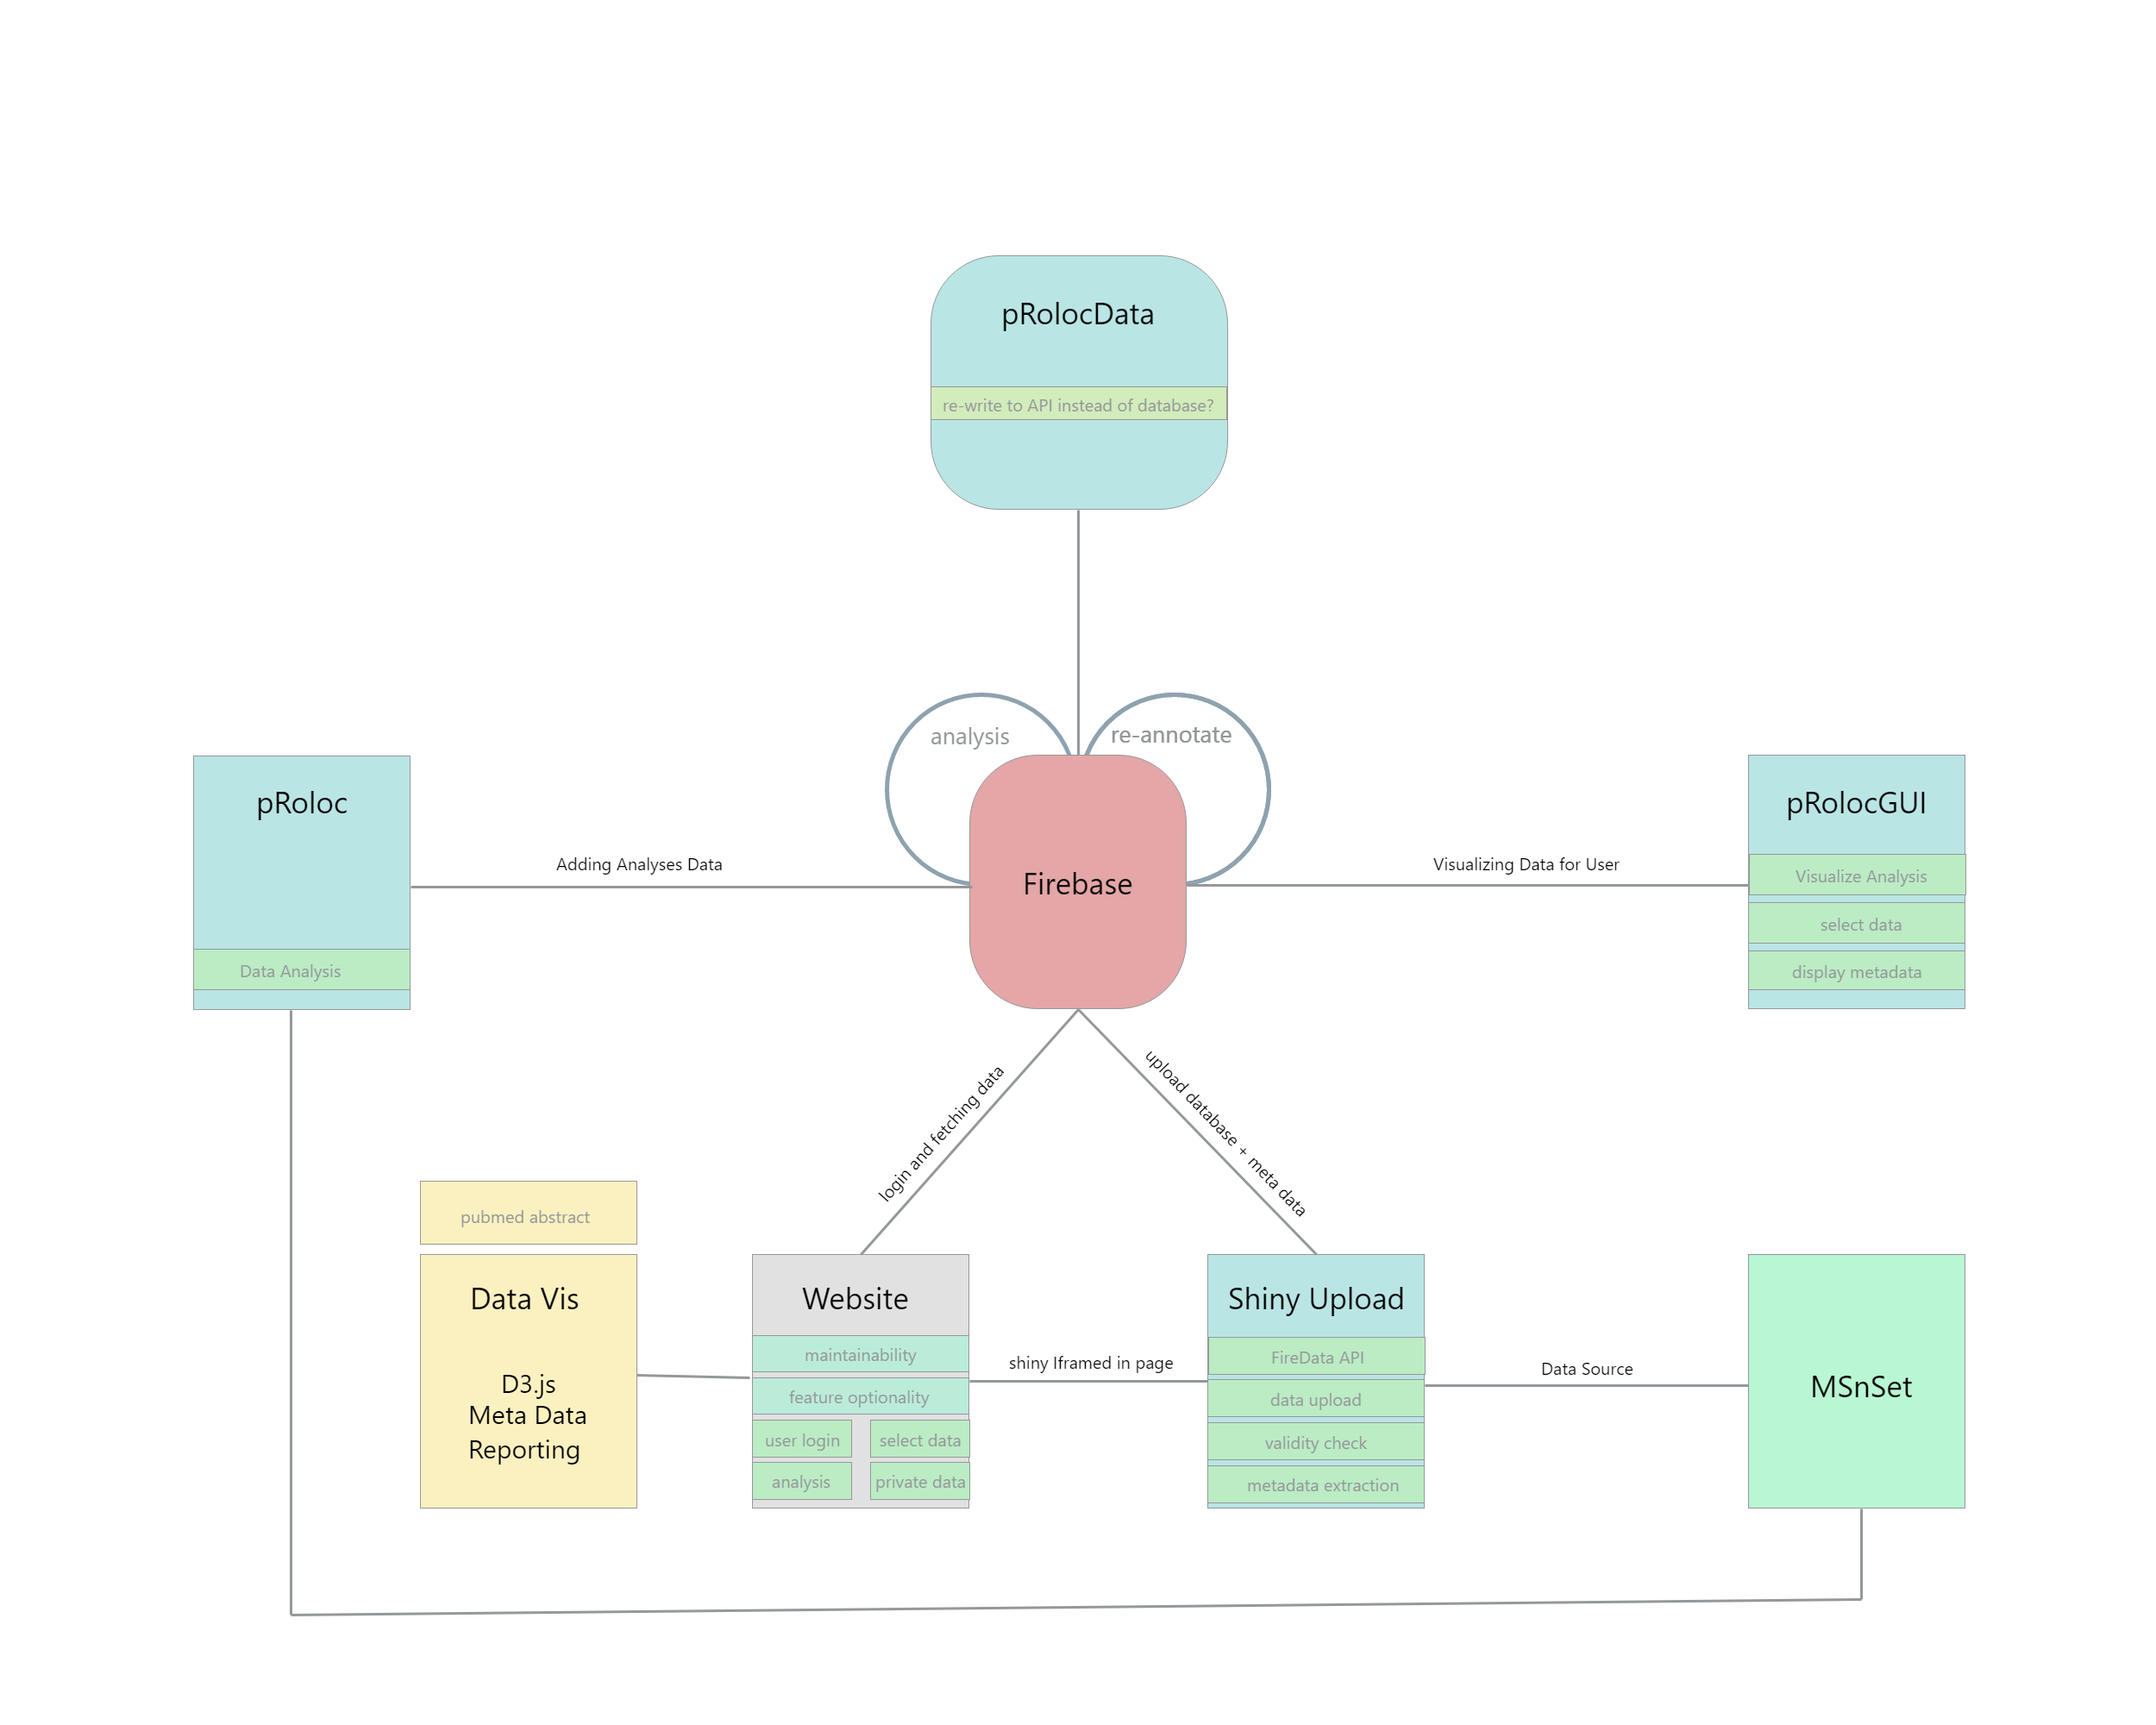 pRolocData
re-write to API instead of database?
analysis
re-annotate
pRoloc
Data Analysis
Adding Analyses Data
Firebase
Visualizing Data for User
pRolocGUI
Visualize Analysis
select data
display metadata
login and fetching data
upload database + meta data
pubmed abstract
Data Vis
D3.js
Meta Data
Reporting
Website
maintainability
feature optionality
user login
select data
analysis
private data
shiny Iframed in page
Shiny Upload
FireData API
data upload
validity check
metadata extraction
Data Source
MSnSet